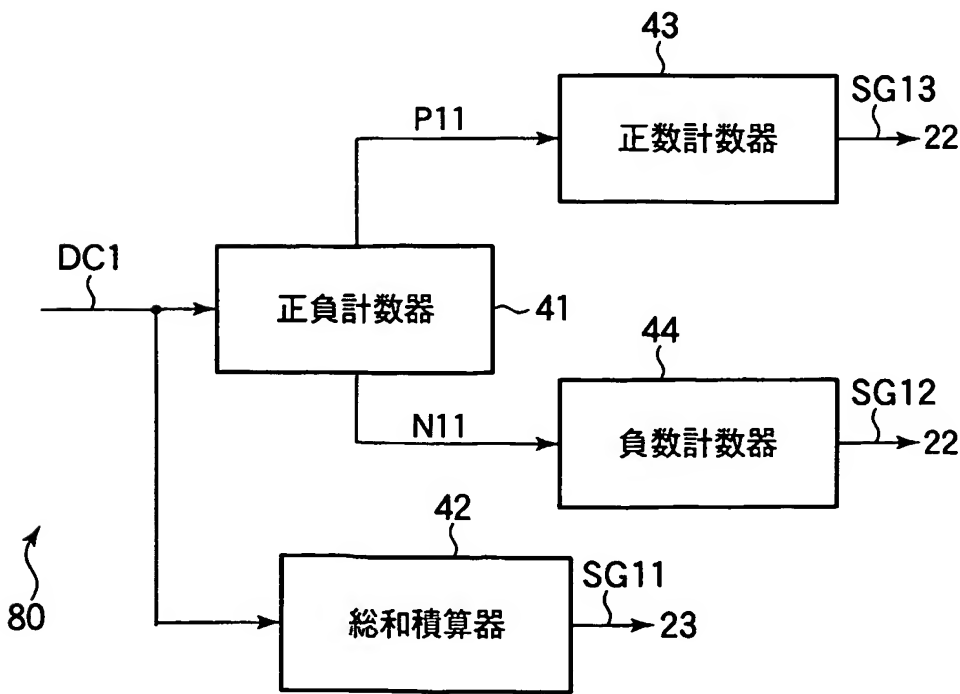 43
SG13
P11
正数計数器
22
DC1
正負計数器
41
44
SG12
N11
負数計数器
22
42
SG11
80
総和積算器
23